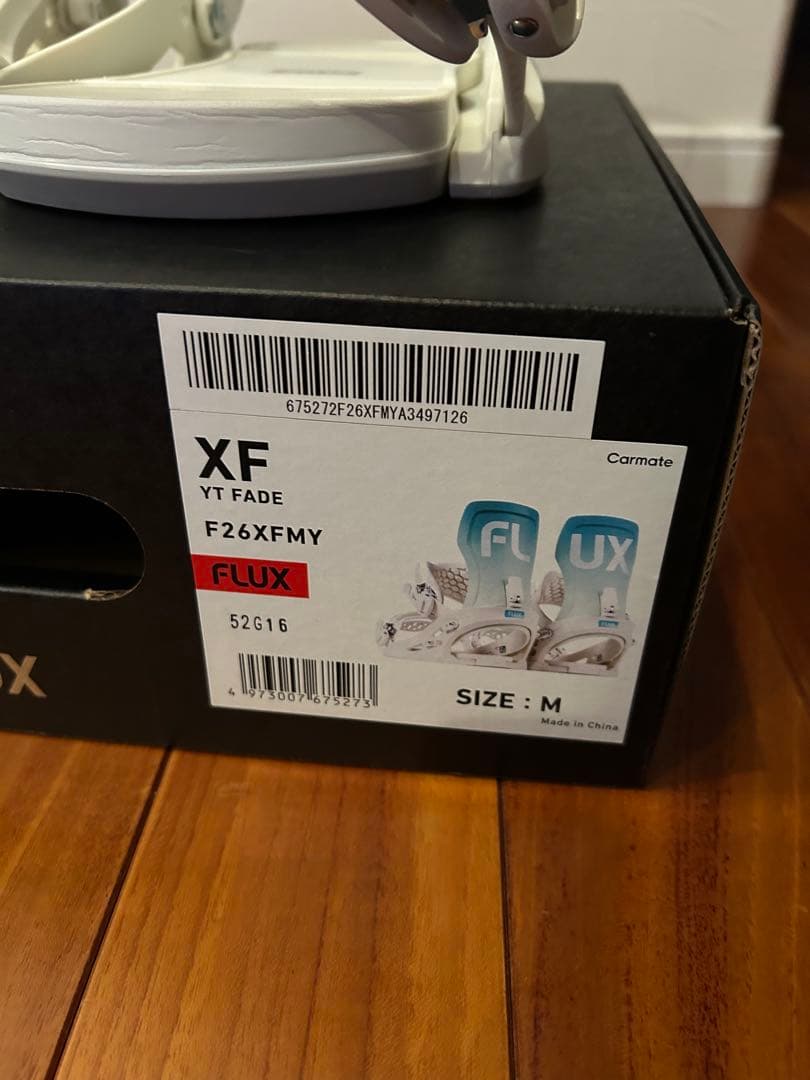 675272F26XFMYA3497126
XF
Carmate
YT FADE
F26XFMY
FLUX
FL UX
52G16
4 973007 675273
SIZE : M
Made in China
X